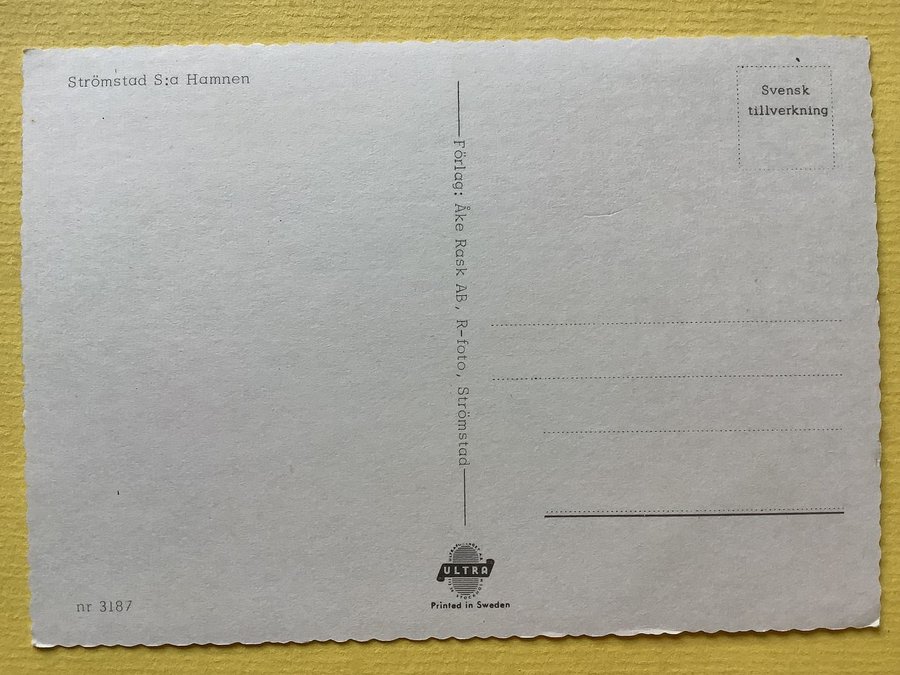 Strömstad S:a Hamnen
Svensk
tillverkning
Förlag: Åke Rask AB, R-foto, Strömstad
ULTRA
Printed in Sweden
nr 3187